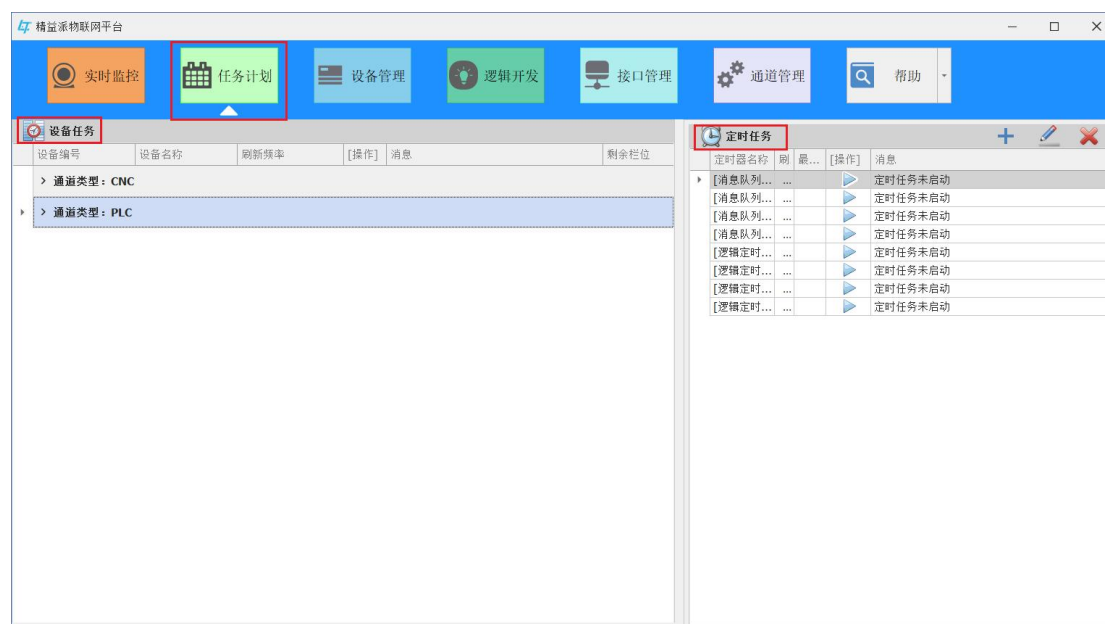 精益派物联网平台
实时监控 任务计划 设备管理 逻辑开发 接口管理 通道管理 帮助
设备任务
设备编号 设备名称 刷新频率 [操作] 消息 剩余栏位
> 通道类型: CNC
> 通道类型: PLC
定时任务
定时器名称 刷 最... [操作] 消息
[消息队列... ... 定时任务未启动
[消息队列... ... 定时任务未启动
[消息队列... ... 定时任务未启动
[消息队列... ... 定时任务未启动
[逻辑定时... ... 定时任务未启动
[逻辑定时... ... 定时任务未启动
[逻辑定时... ... 定时任务未启动
[逻辑定时... ... 定时任务未启动